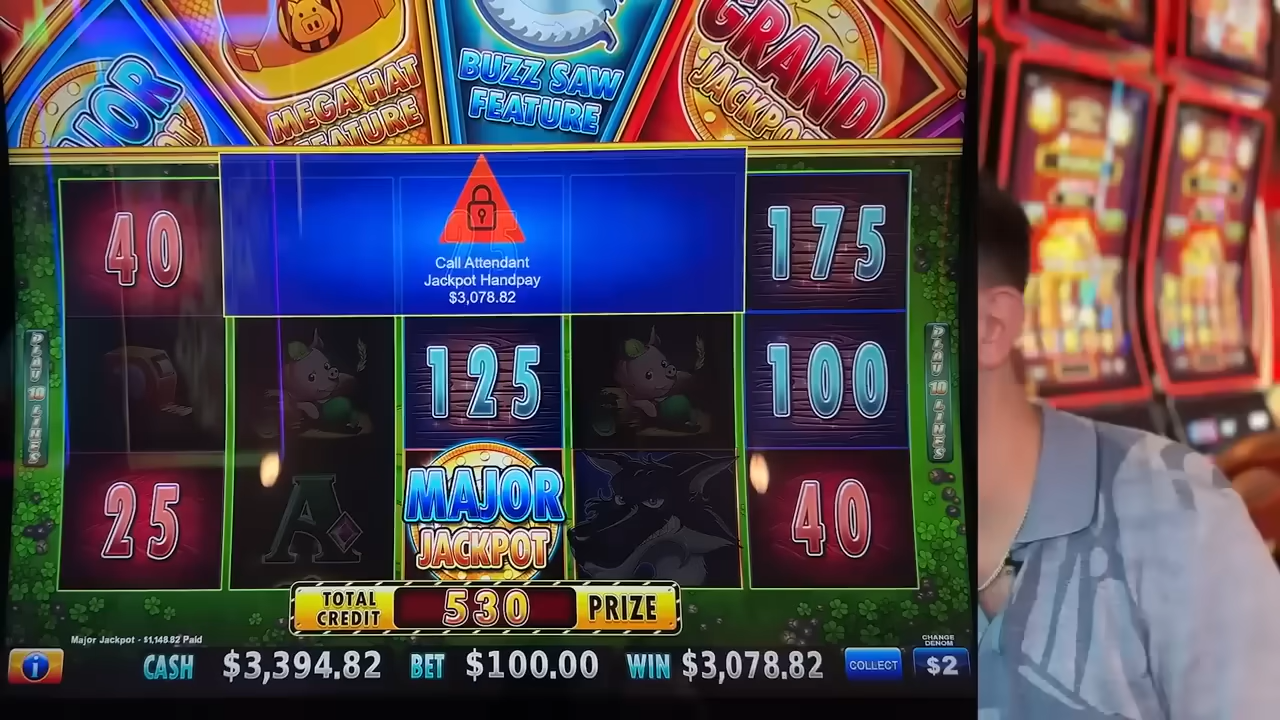 MAJOR
MEGA HAT
FEATURE
BUZZ SAW
FEATURE
GRAND
JACKPOT
40
175
Call Attendant
Jackpot Handpay
$3,078.82
PLAY 10 LINES
125
100
PLAY 10 LINES
25
A
MAJOR
JACKPOT
40
TOTAL
CREDIT
530
PRIZE
Major Jackpot - $1,148.82 Paid
CASH $3,394.82 BET $100.00 WIN $3,078.82
COLLECT
CHANGE
DENOM
$2